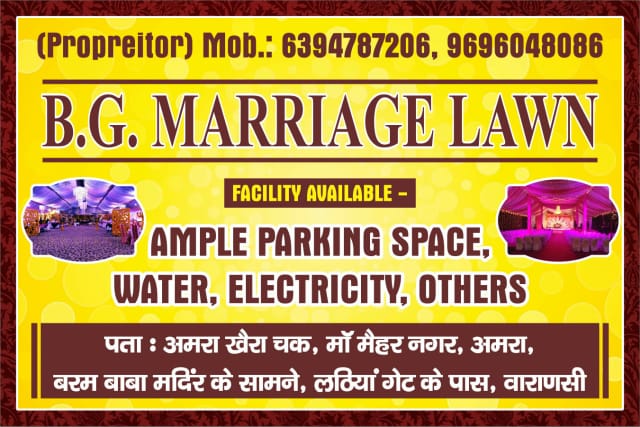 (Propreitor) Mob.: 6394787206, 9696048086
B.G. MARRIAGE LAWN
FACILITY AVAILABLE -
AMPLE PARKING SPACE,
WATER, ELECTRICITY, OTHERS
पता : अमरा खैरा चक, माँ मैहर नगर, अमरा,
बरम बाबा मदिंर के सामने, लठियां गेट के पास, वाराणसी